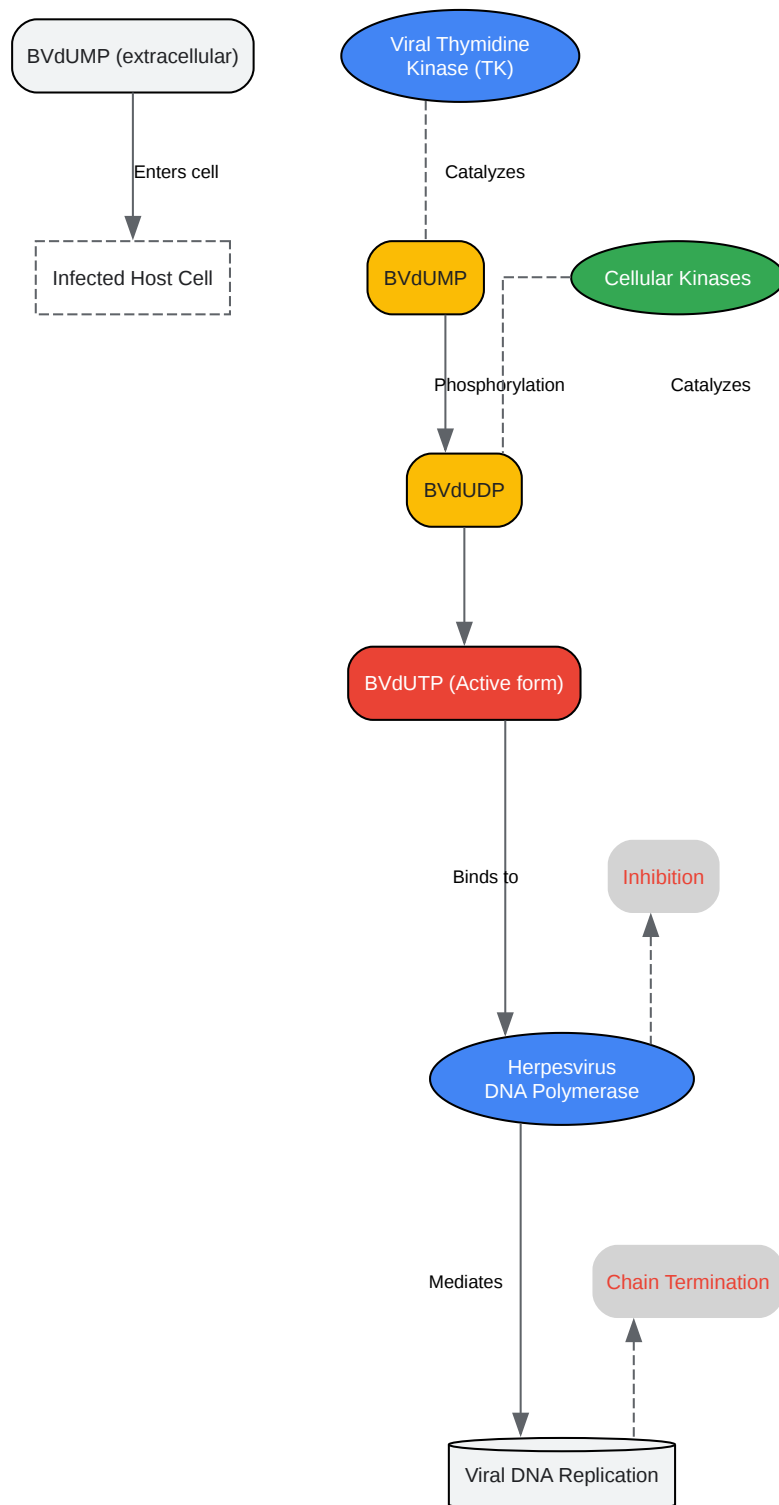 BVdUMP (extracellular)
Viral Thymidine
Kinase (TK)
Enters cell
Catalyzes
Infected Host Cell
BVdUMP
Cellular Kinases
Phosphorylation
Catalyzes
BVdUDP
BVdUTP (Active form)
Binds to
Inhibition
Herpesvirus
DNA Polymerase
Mediates
Chain Termination
Viral DNA Replication